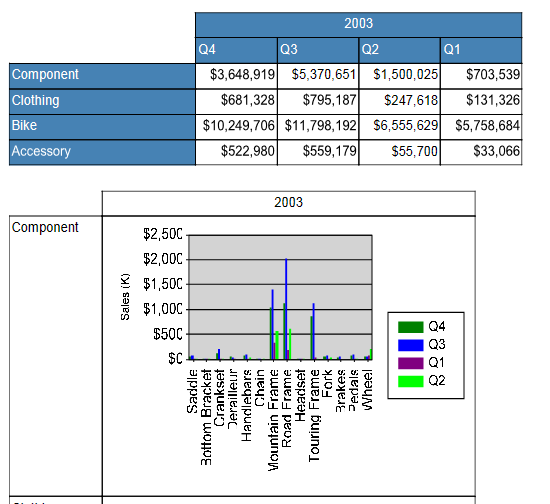 2003
Q4 Q3 Q2 Q1
Component $3,648,919 $5,370,651 $1,500,025 $703,539
Clothing $681,328 $795,187 $247,618 $131,326
Bike $10,249,706 $11,798,192 $6,555,629 $5,758,684
Accessory $522,980 $559,179 $55,700 $33,066
2003
Component
Sales (K)
$2,500
$2,000
$1,500
$1,000
$500
$0
Saddle
Bottom Bracket
Crankset
Derailleur
Handlebars
Chain
Mountain Frame
Road Frame
Headset
Touring Frame
Fork
Brakes
Pedals
Wheel
Q4
Q3
Q1
Q2